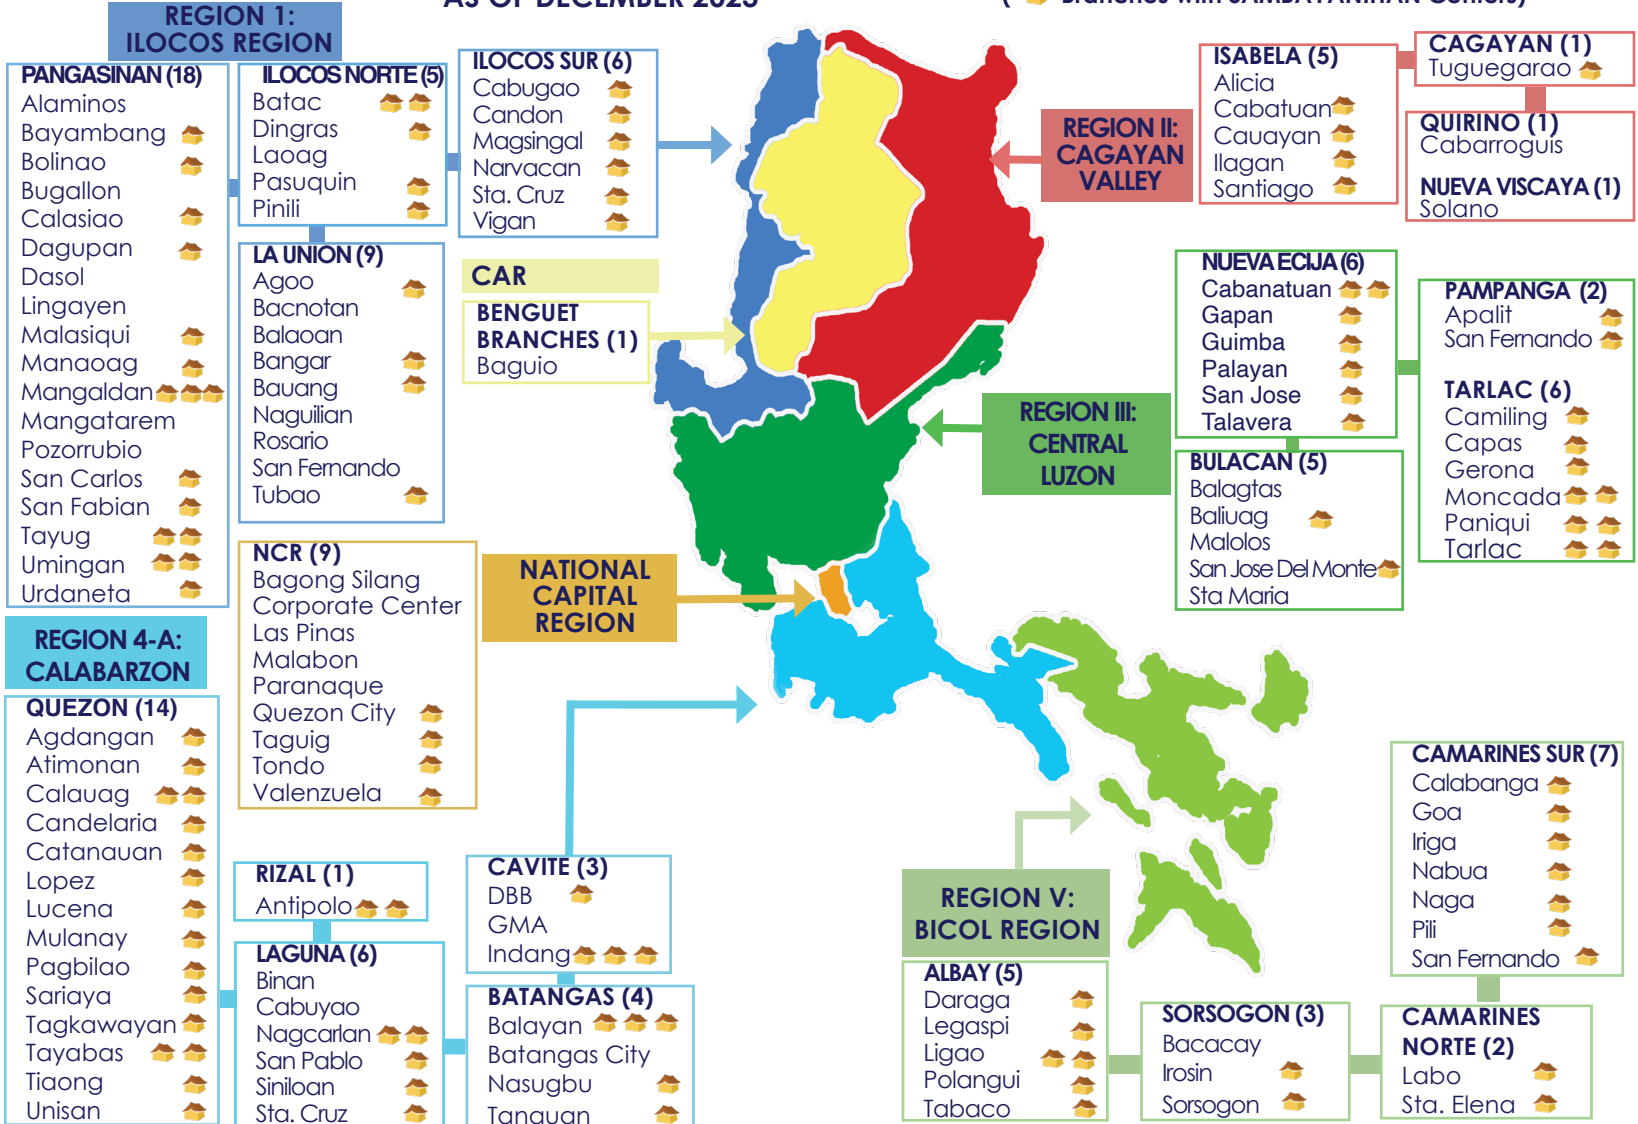 AS OF DECEMBER 2023
( Branches with SAMBAYANIHAN Centers)
REGION 1:
ILOCOS REGION
PANGASINAN (18)
Alaminos
Bayambang
Bolinao
Bugallon
Calasiao
Dagupan
Dasol
Lingayen
Malasiqui
Manaoag
Mangaldan
Mangatarem
Pozorrubio
San Carlos
San Fabian
Tayug
Umingan
Urdaneta
ILOCOS NORTE (5)
Batac
Dingras
Laoag
Pasuquin
Pinili
ILOCOS SUR (6)
Cabugao
Candon
Magsingal
Narvacan
Sta. Cruz
Vigan
LA UNION (9)
Agoo
Bacnotan
Balaoan
Bangar
Bauang
Naguilian
Rosario
San Fernando
Tubao
CAR
BENGUET
BRANCHES (1)
Baguio
REGION II:
CAGAYAN
VALLEY
ISABELA (5)
Alicia
Cabatuan
Cauayan
Ilagan
Santiago
CAGAYAN (1)
Tuguegarao
QUIRINO (1)
Cabarroguis
NUEVA VISCAYA (1)
Solano
REGION III:
CENTRAL
LUZON
NUEVA ECIJA (6)
Cabanatuan
Gapan
Guimba
Palayan
San Jose
Talavera
PAMPANGA (2)
Apalit
San Fernando
TARLAC (6)
Camiling
Capas
Gerona
Moncada
Paniqui
Tarlac
BULACAN (5)
Balagtas
Baliuag
Malolos
San Jose Del Monte
Sta Maria
NATIONAL
CAPITAL
REGION
NCR (9)
Bagong Silang
Corporate Center
Las Pinas
Malabon
Paranaque
Quezon City
Taguig
Tondo
Valenzuela
REGION 4-A:
CALABARZON
QUEZON (14)
Agdangan
Atimonan
Calauag
Candelaria
Catanauan
Lopez
Lucena
Mulanay
Pagbilao
Sariaya
Tagkawayan
Tayabas
Tiaong
Unisan
RIZAL (1)
Antipolo
LAGUNA (6)
Binan
Cabuyao
Nagcarlan
San Pablo
Siniloan
Sta. Cruz
CAVITE (3)
DBB
GMA
Indang
BATANGAS (4)
Balayan
Batangas City
Nasugbu
Tanauan
REGION V:
BICOL REGION
ALBAY (5)
Daraga
Legaspi
Ligao
Polangui
Tabaco
SORSOGON (3)
Bacacay
Irosin
Sorsogon
CAMARINES SUR (7)
Calabanga
Goa
Iriga
Nabua
Naga
Pili
San Fernando
CAMARINES
NORTE (2)
Labo
Sta. Elena